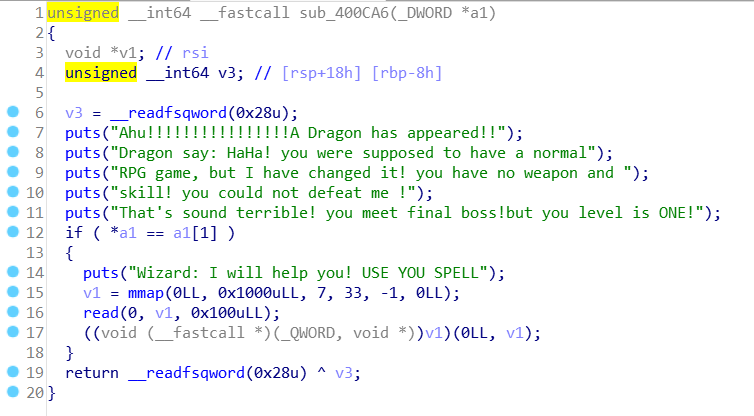 1 unsigned __int64 __fastcall sub_400CA6(_DWORD *a1)
2 {
3 void *v1; // rsi
4 unsigned __int64 v3; // [rsp+18h] [rbp-8h]
5
6 v3 = __readfsqword(0x28u);
7 puts("Ahu!!!!!!!!!!!!!!!!A Dragon has appeared!!");
8 puts("Dragon say: HaHa! you were supposed to have a normal");
9 puts("RPG game, but I have changed it! you have no weapon and ");
10 puts("skill! you could not defeat me !");
11 puts("That's sound terrible! you meet final boss!but you level is ONE!");
12 if ( *a1 == a1[1] )
13 {
14 puts("Wizard: I will help you! USE YOU SPELL");
15 v1 = mmap(0LL, 0x1000uLL, 7, 33, -1, 0LL);
16 read(0, v1, 0x100uLL);
17 ((void (__fastcall *)(_QWORD, void *))v1)(0LL, v1);
18 }
19 return __readfsqword(0x28u) ^ v3;
20 }